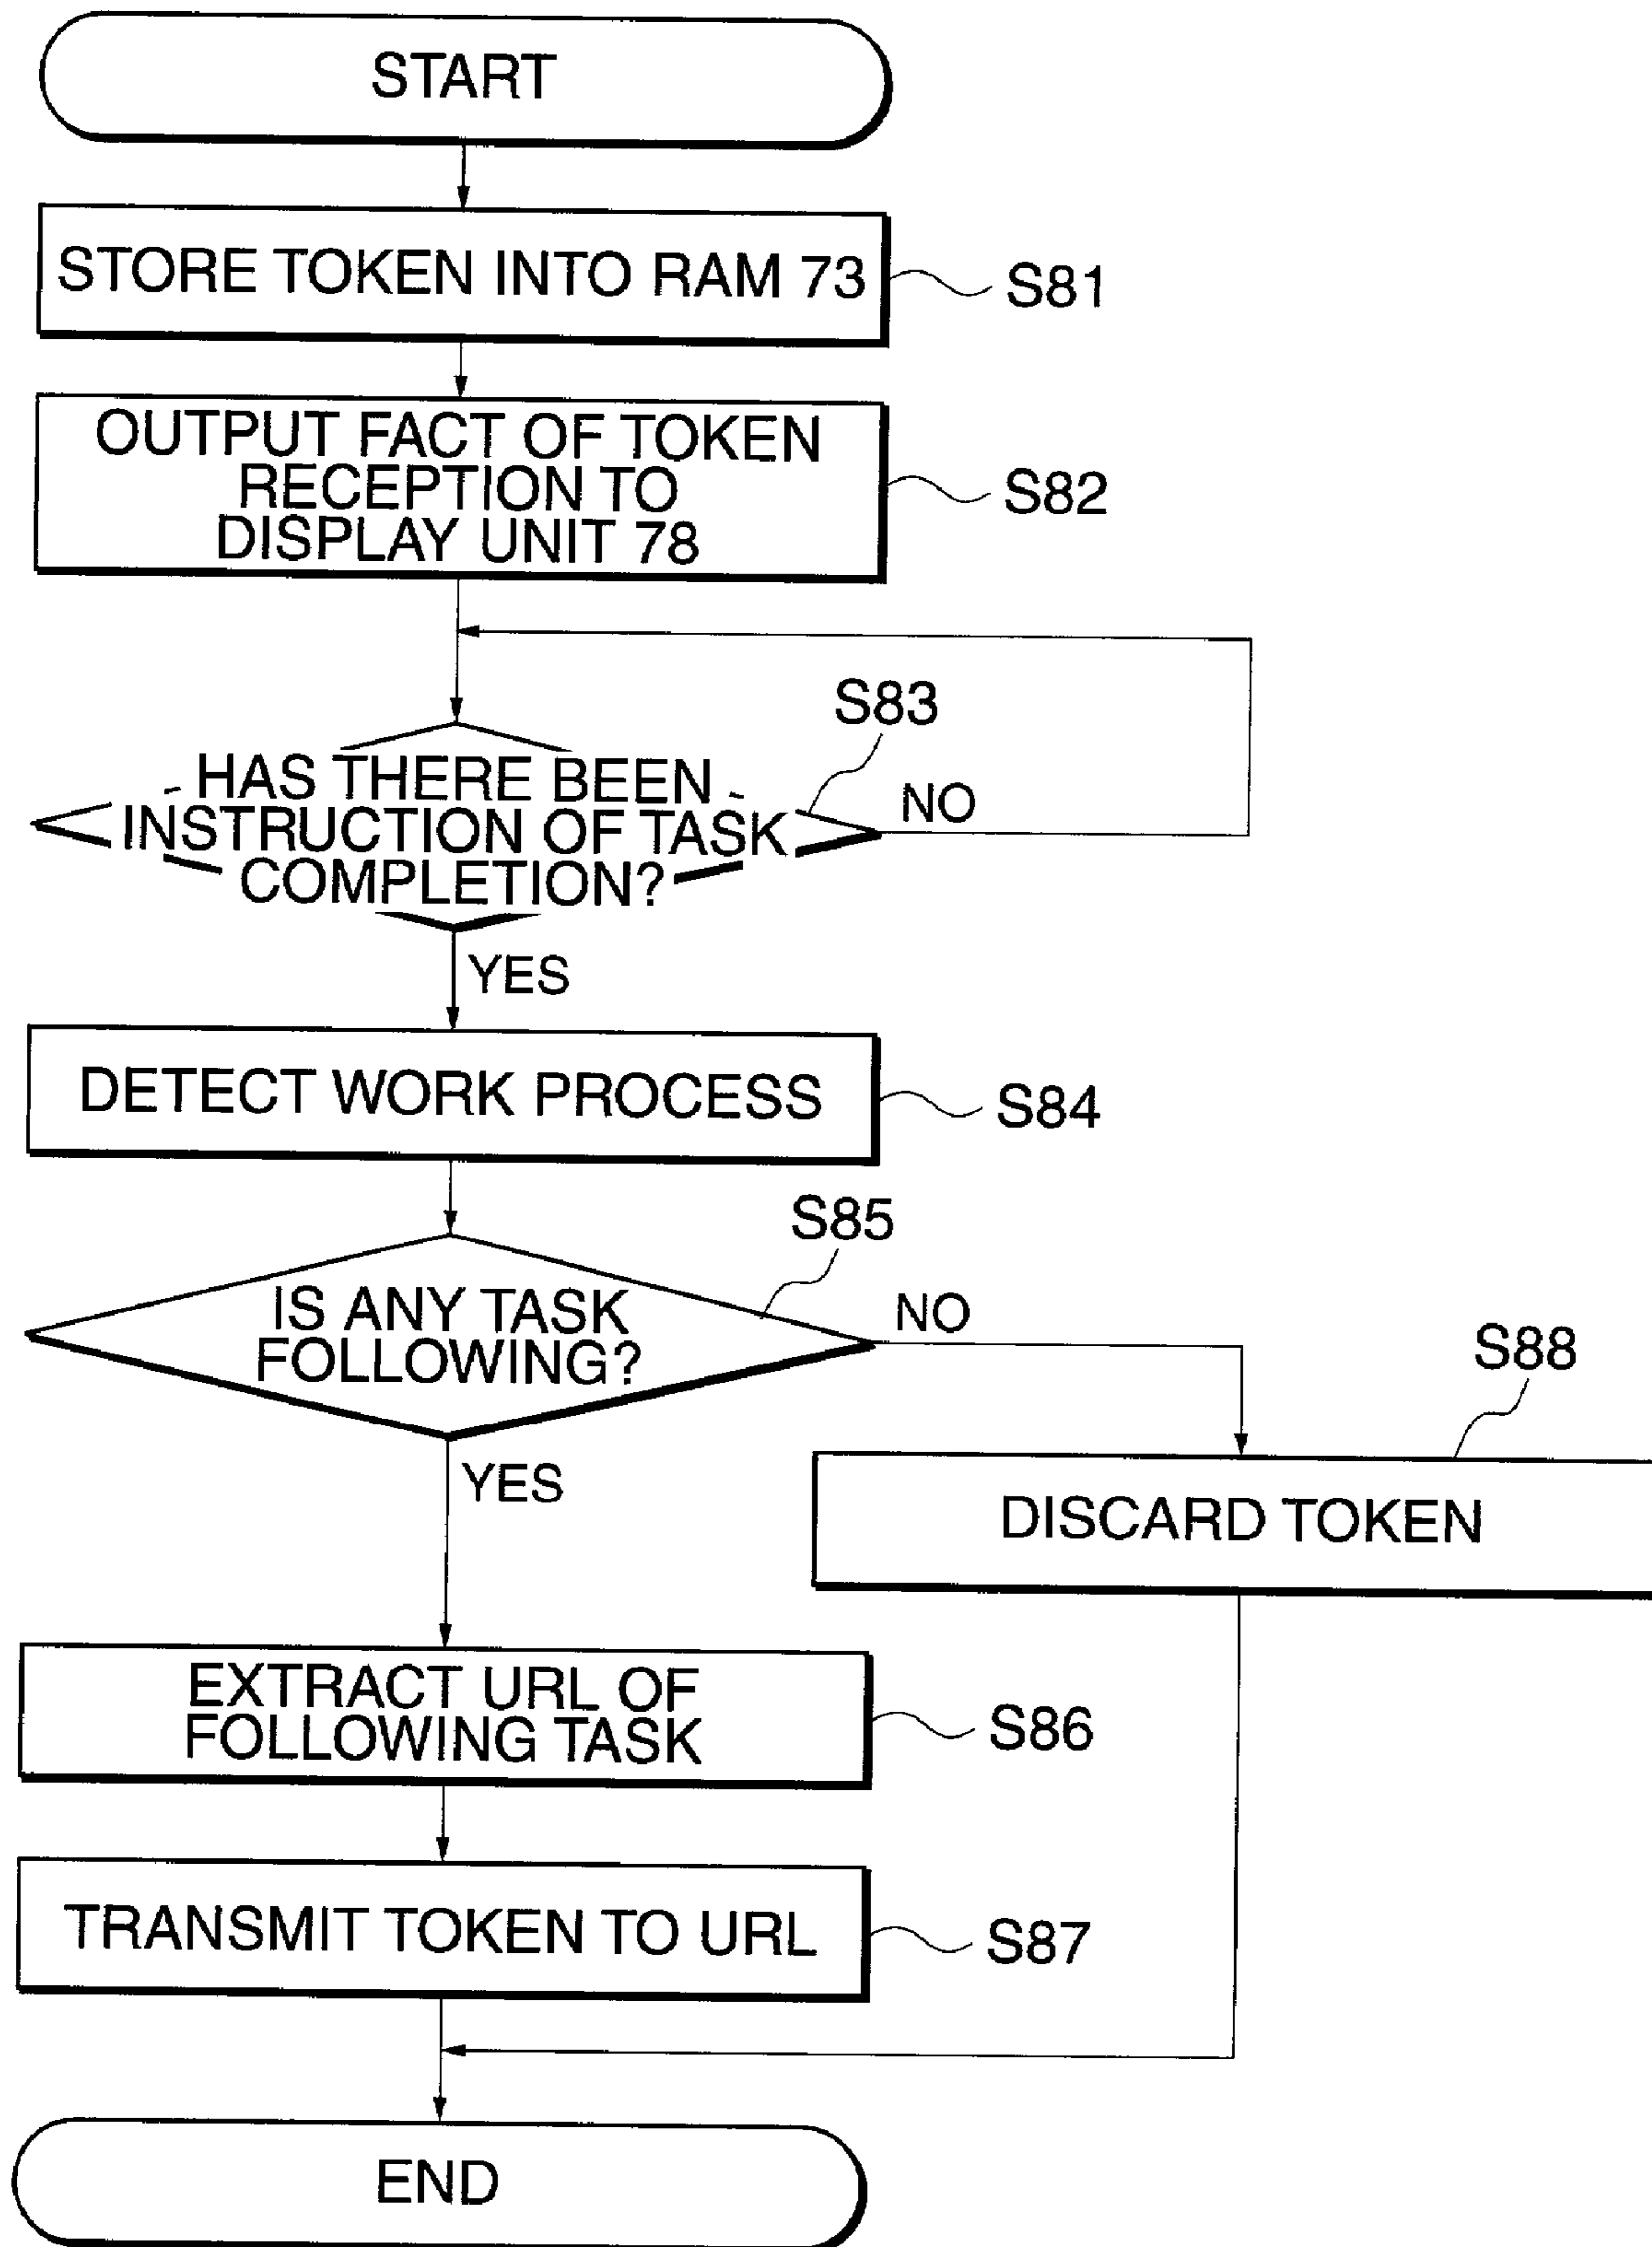 START
STORE TOKEN INTO RAM 73
S81
OUTPUT FACT OF TOKEN
RECEPTION TO
DISPLAY UNIT 78
S82
S83
HAS THERE BEEN
INSTRUCTION OF TASK
COMPLETION?
NO
YES
DETECT WORK PROCESS
S84
S85
IS ANY TASK
FOLLOWING?
NO
YES
S88
DISCARD TOKEN
EXTRACT URL OF
FOLLOWING TASK
S86
TRANSMIT TOKEN TO URL
S87
END